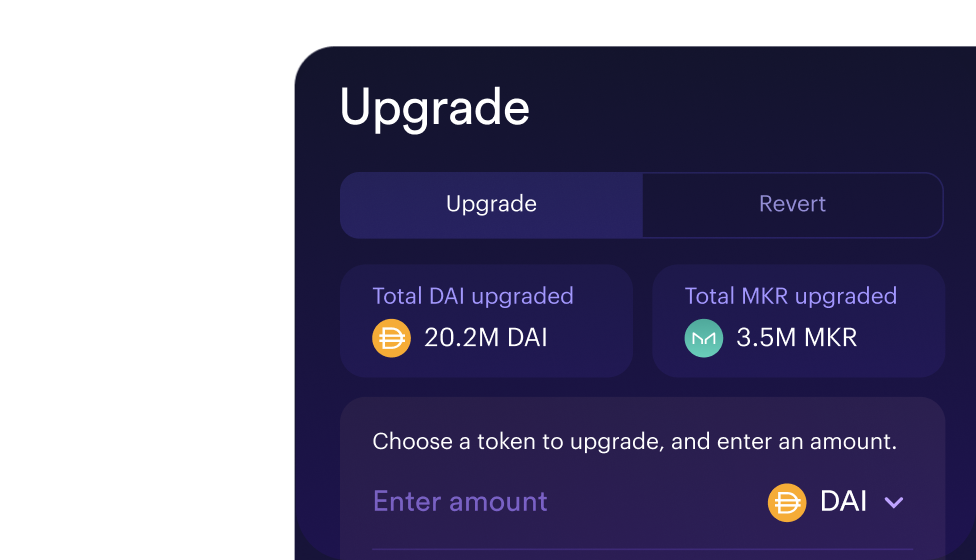 Upgrade
Upgrade
Revert
Total DAI upgraded
20.2M DAI
Total MKR upgraded
3.5M MKR
Choose a token to upgrade, and enter an amount.
Enter amount
DAI